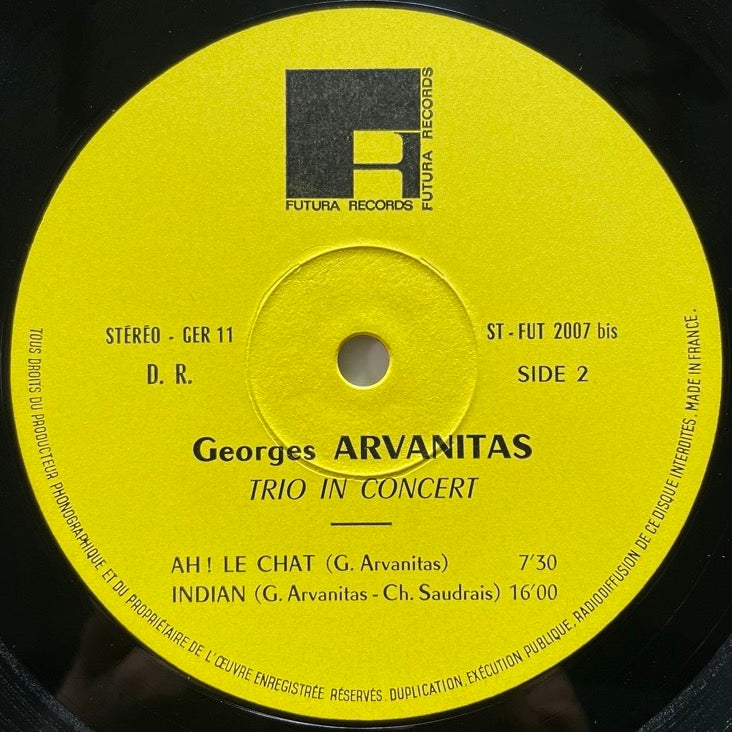 FUTURA RECORDS
FUTURA RECORDS
STÉRÉO - GER 11
ST - FUT 2007 bis
D. R.
SIDE 2
Georges ARVANITAS
TRIO IN CONCERT
AH ! LE CHAT (G. Arvanitas) 7'30
INDIAN (G. Arvanitas - Ch. Saudrais) 16'00
TOUS DROITS DU PRODUCTEUR PHONOGRAPHIQUE ET DU PROPRIÉTAIRE DE L'ŒUVRE ENREGISTRÉE RÉSERVÉS. DUPLICATION, EXÉCUTION PUBLIQUE, RADIODIFFUSION DE CE DISQUE INTERDITES. MADE IN FRANCE.